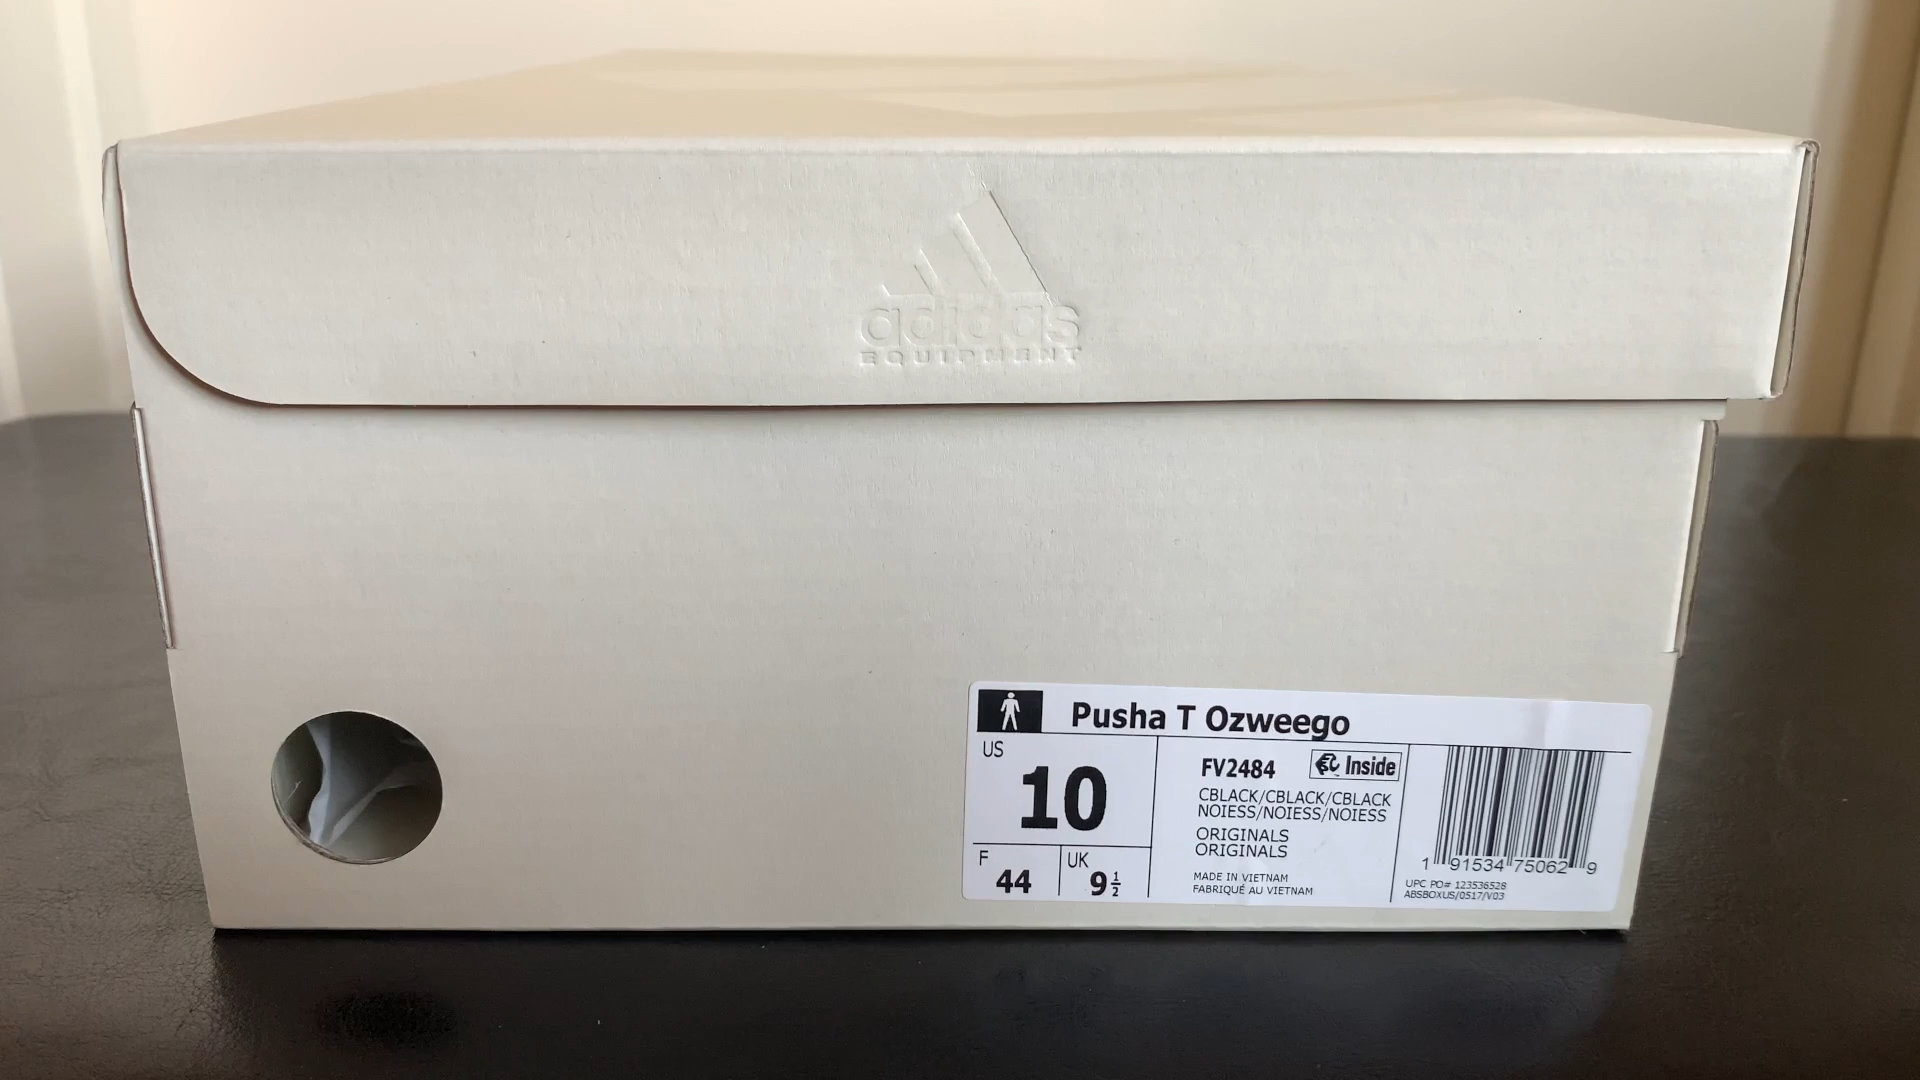 adidas
EQUIPMENT
Pusha T Ozweego
US
10
F
44
UK
9 1/2
FV2484
Inside
CBLACK/CBLACK/CBLACK
NOIESS/NOIESS/NOIESS
ORIGINALS
ORIGINALS
MADE IN VIETNAM
FABRIQUÉ AU VIETNAM
1 91534 75062 9
UPC PO# 123536528
ABSBOXUS/0517/V03